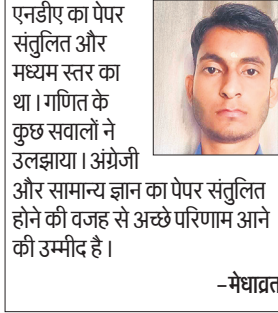 एनडीए का पेपर
संतुलित और
मध्यम स्तर का
था। गणित के
कुछ सवालों ने
उलझाया। अंग्रेजी
और सामान्य ज्ञान का पेपर संतुलित
होने की वजह से अच्छे परिणाम आने
की उम्मीद है।
-मेधाव्रत